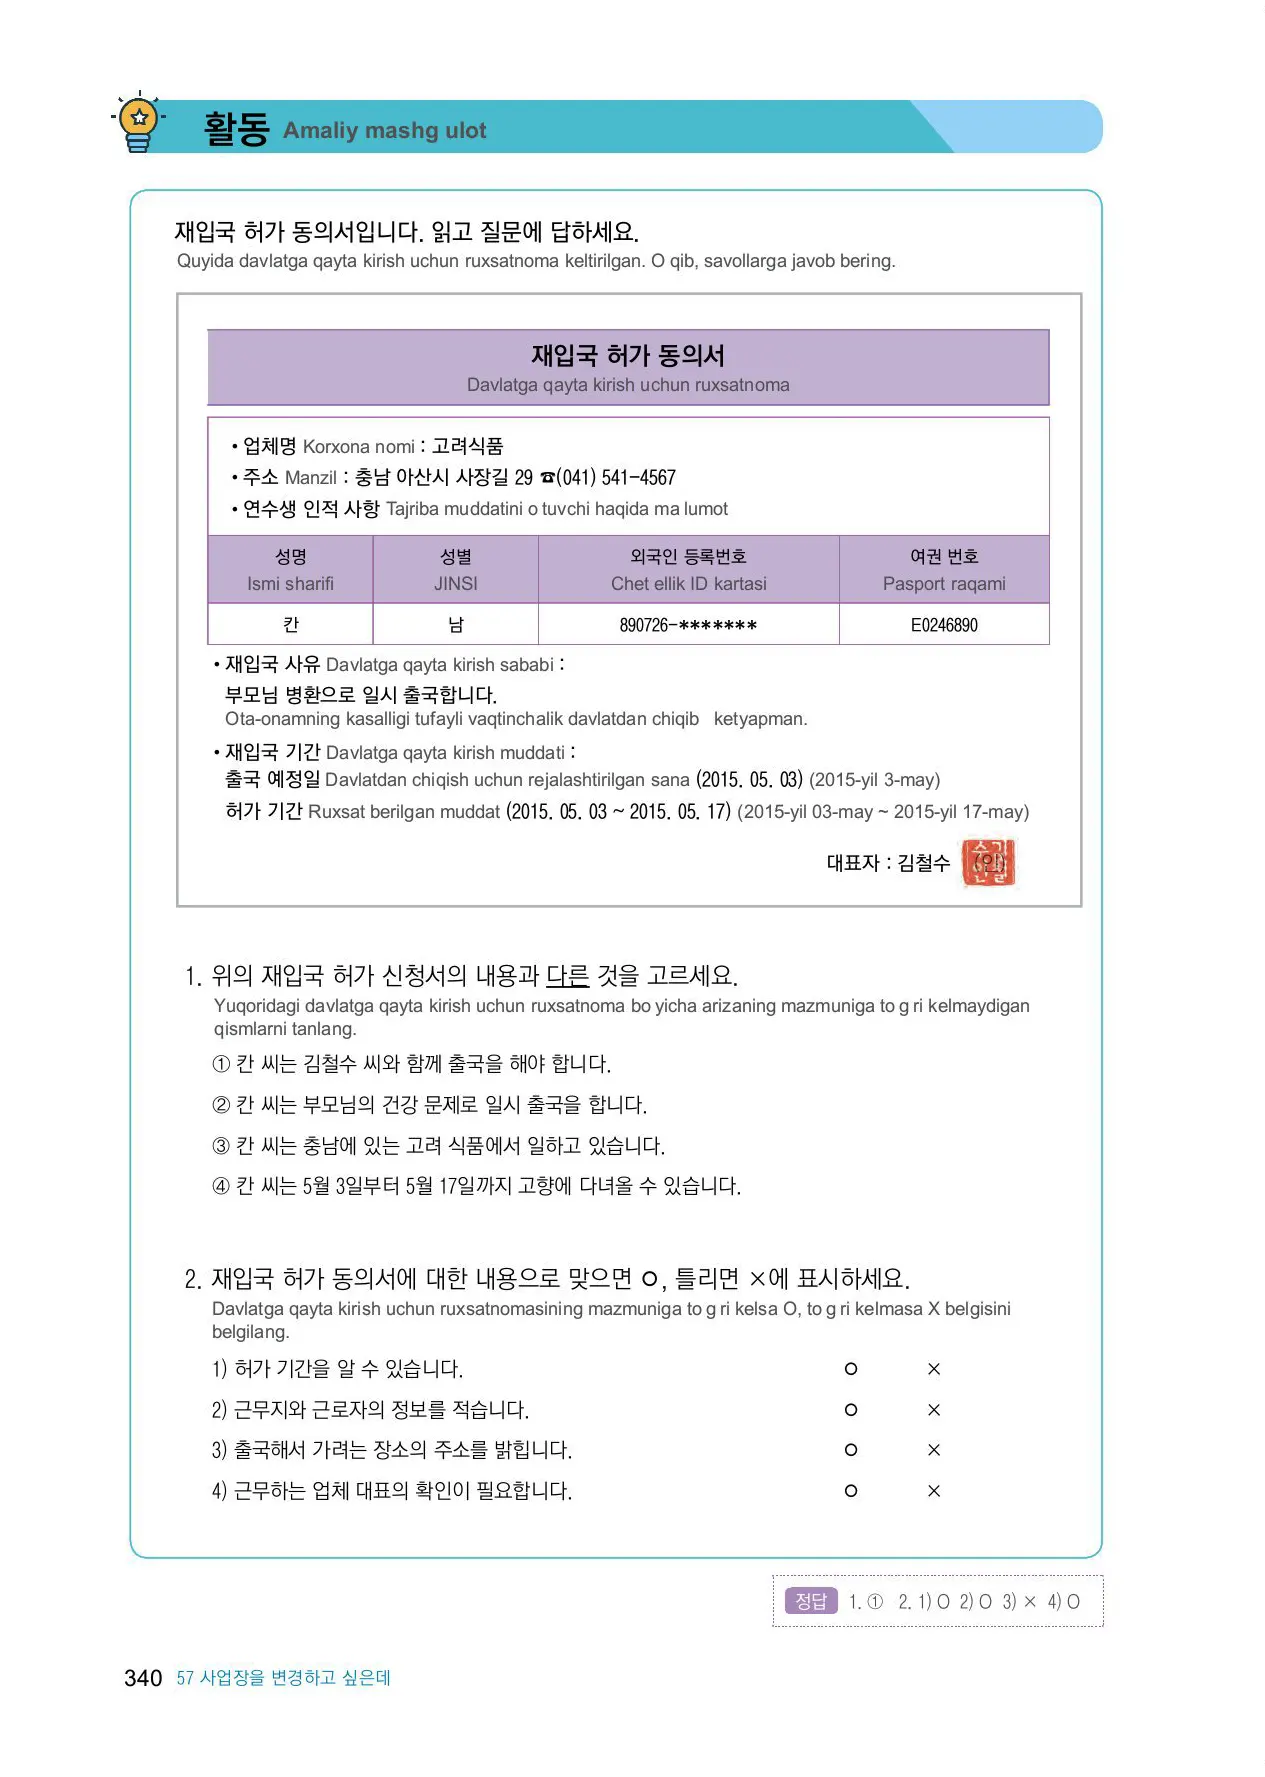 활동 Amaliy mashg ulot
재입국 허가 동의서입니다. 읽고 질문에 답하세요.
Quyida davlatga qayta kirish uchun ruxsatnoma keltirilgan. O qib, savollarga javob bering.
재입국 허가 동의서
Davlatga qayta kirish uchun ruxsatnoma
• 업체명 Korxona nomi : 고려식품
• 주소 Manzil : 충남 아산시 사장길 29 ☎(041) 541-4567
• 연수생 인적 사항 Tajriba muddatini o tuvchi haqida ma lumot
성명 성별 외국인 등록번호 여권 번호
Ismi sharifi JINSI Chet ellik ID kartasi Pasport raqami
칸 남 890726-******* E0246890
• 재입국 사유 Davlatga qayta kirish sababi :
부모님 병환으로 일시 출국합니다.
Ota-onamning kasalligi tufayli vaqtinchalik davlatdan chiqib ketyapman.
• 재입국 기간 Davlatga qayta kirish muddati :
출국 예정일 Davlatdan chiqish uchun rejalashtirilgan sana (2015. 05. 03) (2015-yil 3-may)
허가 기간 Ruxsat berilgan muddat (2015. 05. 03 ~ 2015. 05. 17) (2015-yil 03-may ~ 2015-yil 17-may)
대표자 : 김철수 (인)
1. 위의 재입국 허가 신청서의 내용과 다른 것을 고르세요.
Yuqoridagi davlatga qayta kirish uchun ruxsatnoma bo yicha arizaning mazmuniga to g ri kelmaydigan
qismlarni tanlang.
① 칸 씨는 김철수 씨와 함께 출국을 해야 합니다.
② 칸 씨는 부모님의 건강 문제로 일시 출국을 합니다.
③ 칸 씨는 충남에 있는 고려 식품에서 일하고 있습니다.
④ 칸 씨는 5월 3일부터 5월 17일까지 고향에 다녀올 수 있습니다.
2. 재입국 허가 동의서에 대한 내용으로 맞으면 O, 틀리면 ×에 표시하세요.
Davlatga qayta kirish uchun ruxsatnomasining mazmuniga to g ri kelsa O, to g ri kelmasa X belgisini
belgilang.
1) 허가 기간을 알 수 있습니다. O ×
2) 근무지와 근로자의 정보를 적습니다. O ×
3) 출국해서 가려는 장소의 주소를 밝힙니다. O ×
4) 근무하는 업체 대표의 확인이 필요합니다. O ×
정답 1. ① 2. 1) O 2) O 3) × 4) O
340 57 사업장을 변경하고 싶은데